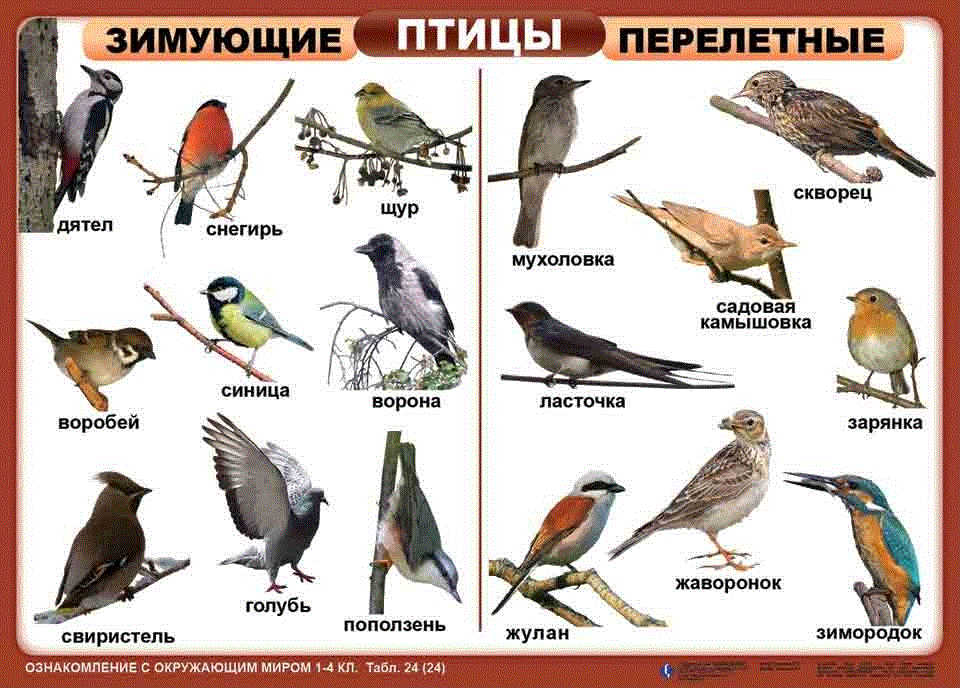 ЗИМУЮЩИЕ ПТИЦЫ ПЕРЕЛЕТНЫЕ
дятел
снегирь
щур
воробей
синица
ворона
свиристель
голубь
поползень
мухоловка
скворец
садовая
камышовка
ласточка
зарянка
жулан
жаворонок
зимородок
ОЗНАКОМЛЕНИЕ С ОКРУЖАЮЩИМ МИРОМ 1-4 КЛ. Табл. 24 (24)